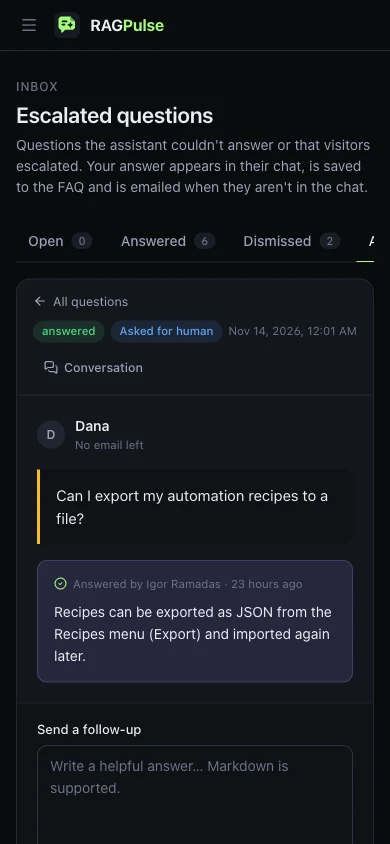 RAGPulse
INBOX
Escalated questions
Questions the assistant couldn't answer or that visitors
escalated. Your answer appears in their chat, is saved
to the FAQ and is emailed when they aren't in the chat.
Open 0 Answered 6 Dismissed 2
All questions
answered Asked for human Nov 14, 2026, 12:01 AM
Conversation
D
Dana
No email left
Can I export my automation recipes to a
file?
Answered by Igor Ramadas · 23 hours ago
Recipes can be exported as JSON from the
Recipes menu (Export) and imported again
later.
Send a follow-up
Write a helpful answer... Markdown is
supported.